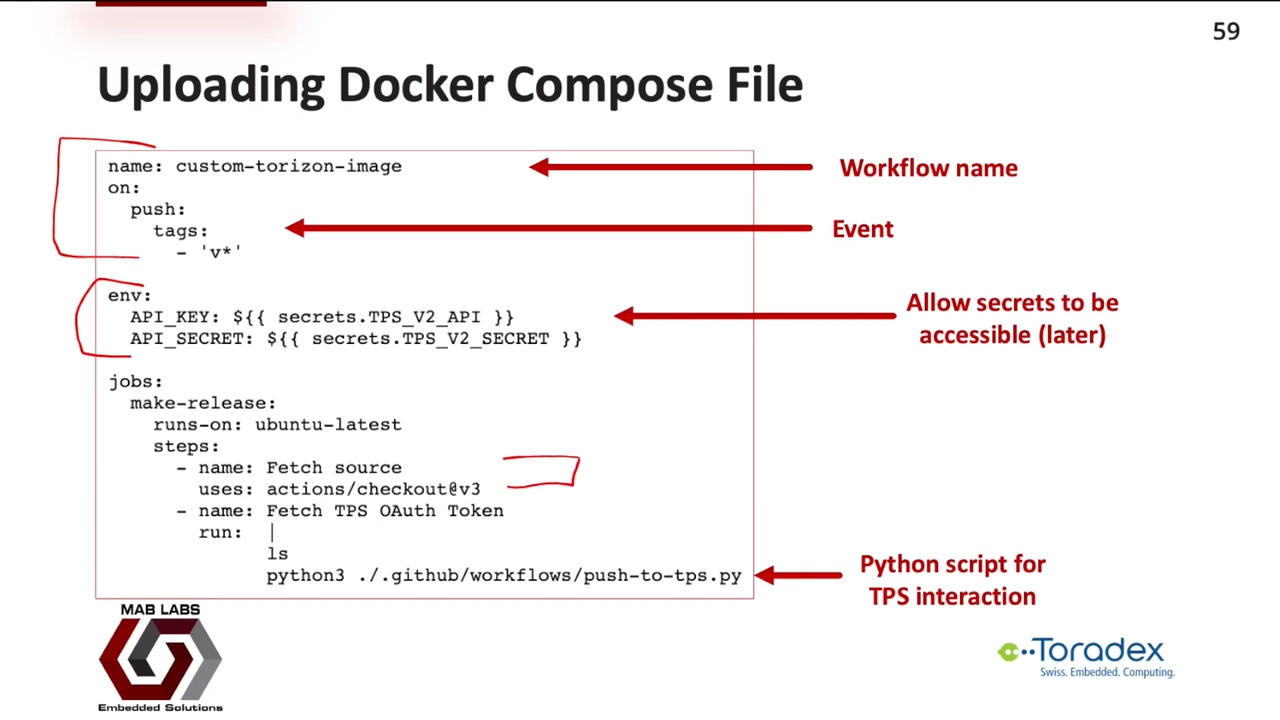 59
Uploading Docker Compose File
name: custom-torizon-image
on:
  push:
    tags:
      - 'v*'
env:
  API_KEY: ${{ secrets.TPS_V2_API }}
  API_SECRET: ${{ secrets.TPS_V2_SECRET }}
jobs:
  make-release:
    runs-on: ubuntu-latest
    steps:
      - name: Fetch source
        uses: actions/checkout@v3
      - name: Fetch TPS OAuth Token
        run:  |
              ls
              python3 ./.github/workflows/push-to-tps.py
Workflow name
Event
Allow secrets to be
accessible (later)
Python script for
TPS interaction
MAB LABS
Embedded Solutions
Toradex
Swiss. Embedded. Computing.